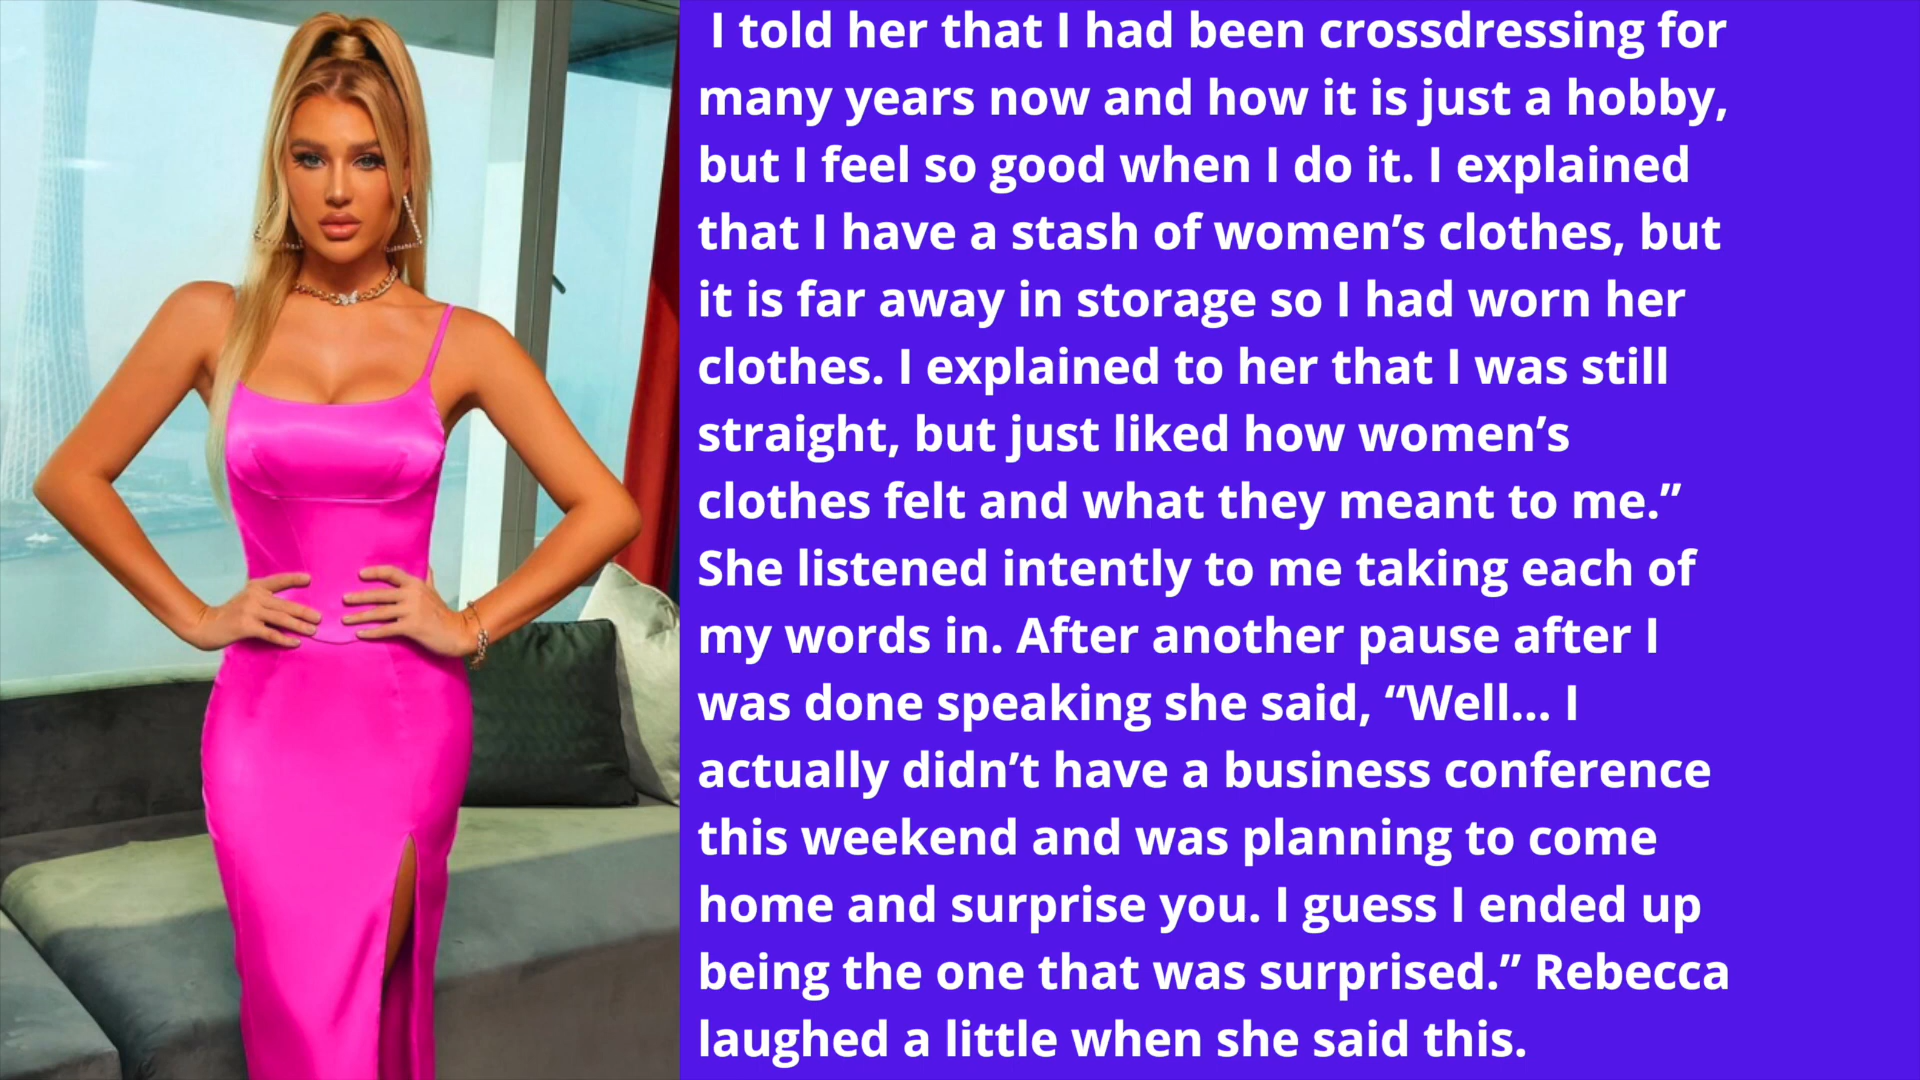 I told her that I had been crossdressing for
many years now and how it is just a hobby,
but I feel so good when I do it. I explained
that I have a stash of women’s clothes, but
it is far away in storage so I had worn her
clothes. I explained to her that I was still
straight, but just liked how women’s
clothes felt and what they meant to me.”
She listened intently to me taking each of
my words in. After another pause after I
was done speaking she said, “Well... I
actually didn’t have a business conference
this weekend and was planning to come
home and surprise you. I guess I ended up
being the one that was surprised.” Rebecca
laughed a little when she said this.